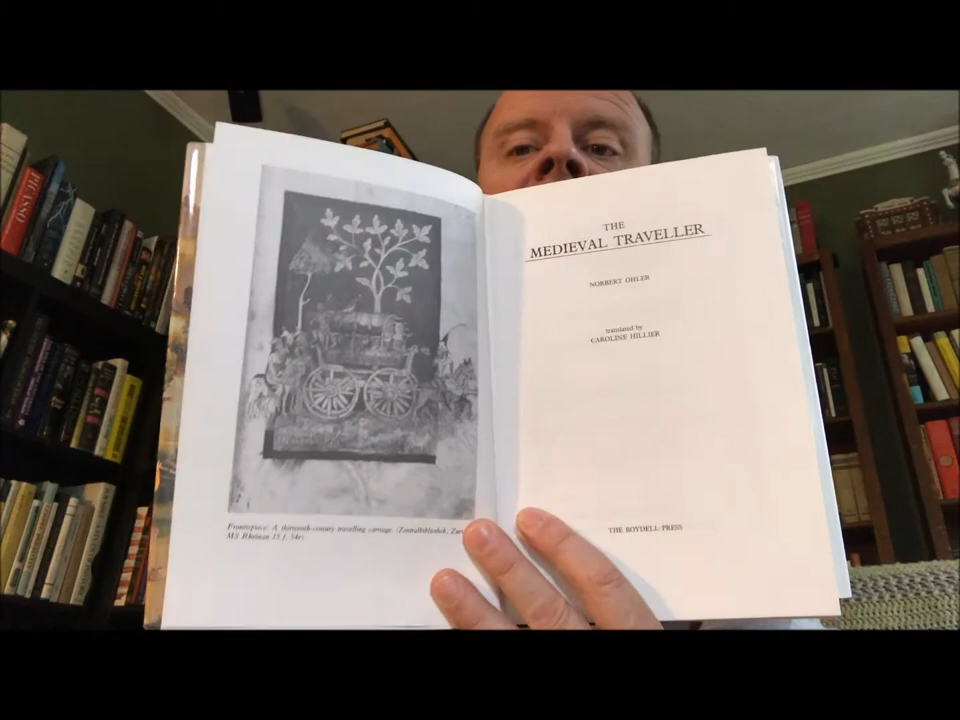 PICASSO
Frontispiece: A thirteenth-century travelling carriage. (Zentralbibliothek,
MS Rheinau 15 f. 54r).
THE
MEDIEVAL TRAVELLER
NORBERT OHLER
translated by
CAROLINE HILLIER
THE BOYDELL PRESS